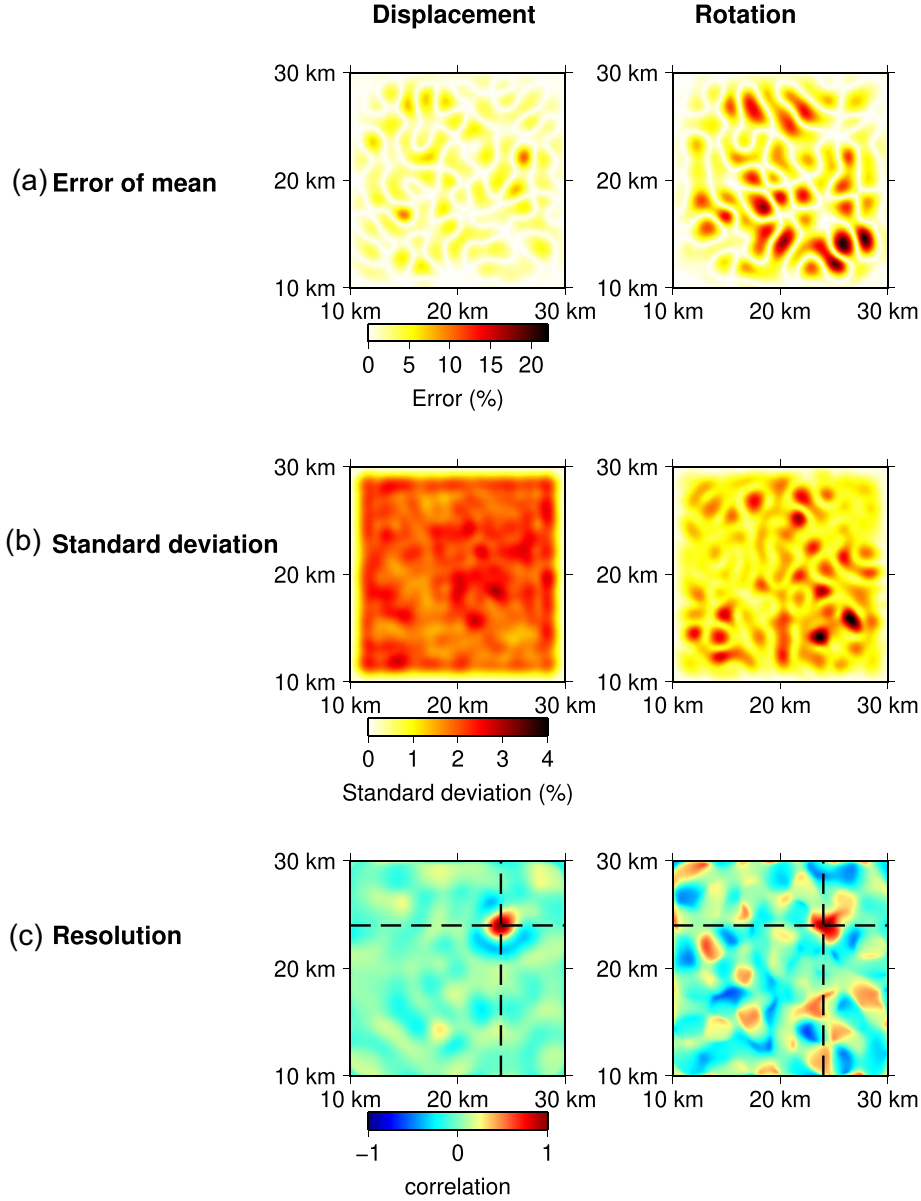 Displacement Rotation
30 km 30 km
(a) Error of mean 20 km 20 km
10 km 10 km
10 km 20 km 30 km 10 km 20 km 30 km
0 5 10 15 20
Error (%)
30 km 30 km
(b) Standard deviation 20 km 20 km
10 km 10 km
10 km 20 km 30 km 10 km 20 km 30 km
0 1 2 3 4
Standard deviation (%)
30 km 30 km
(c) Resolution 20 km 20 km
10 km 10 km
10 km 20 km 30 km 10 km 20 km 30 km
−1 0 1
correlation